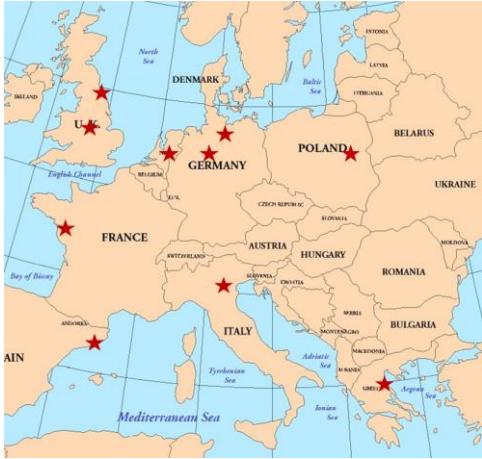 North
Sea
ESTONIA
LATVIA
DENMARK
Baltic
Sea
LITHUANIA
IRELAND
U.K.
BELARUS
POLAND
GERMANY
English Channel
BELGIUM
LUX.
UKRAINE
CZECH REPUBLIC
SLOVAKIA
FRANCE
AUSTRIA
MOLDOVA
HUNGARY
SWITZERLAND
Bay of Biscay
SLOVENIA
ROMANIA
CROATIA
SERBIA
ANDORRA
ITALY
BULGARIA
MONTENEGRO
MACEDONIA
AIN
Adriatic
Sea
Tyrrhenian
Sea
ALBANIA
GREECE
Aegean
Sea
Mediterranean Sea
Ionian
Sea